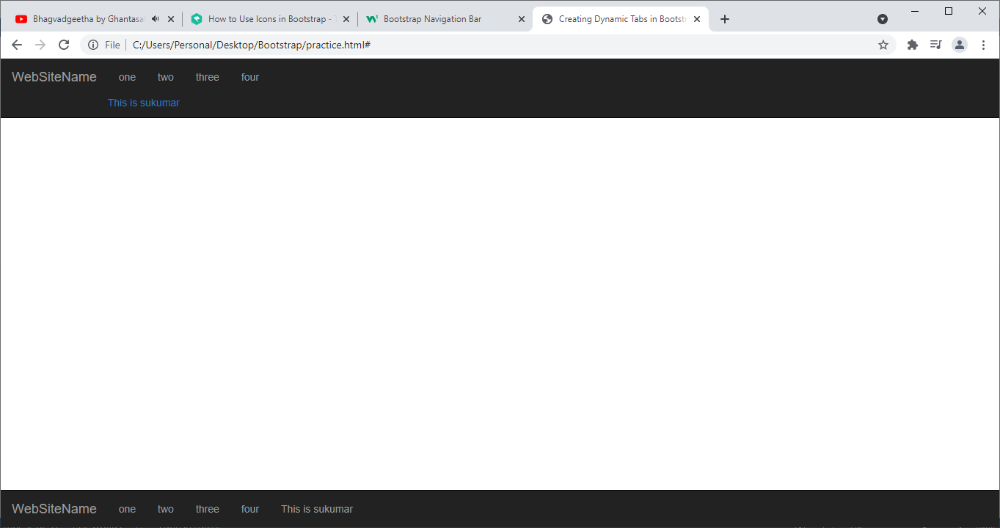 Bhagvadgeetha by Ghantasa
How to Use Icons in Bootstrap -
Bootstrap Navigation Bar
Creating Dynamic Tabs in Bootstr
File
C:/Users/Personal/Desktop/Bootstrap/practice.html#
WebSiteName one two three four
This is sukumar
WebSiteName one two three four This is sukumar